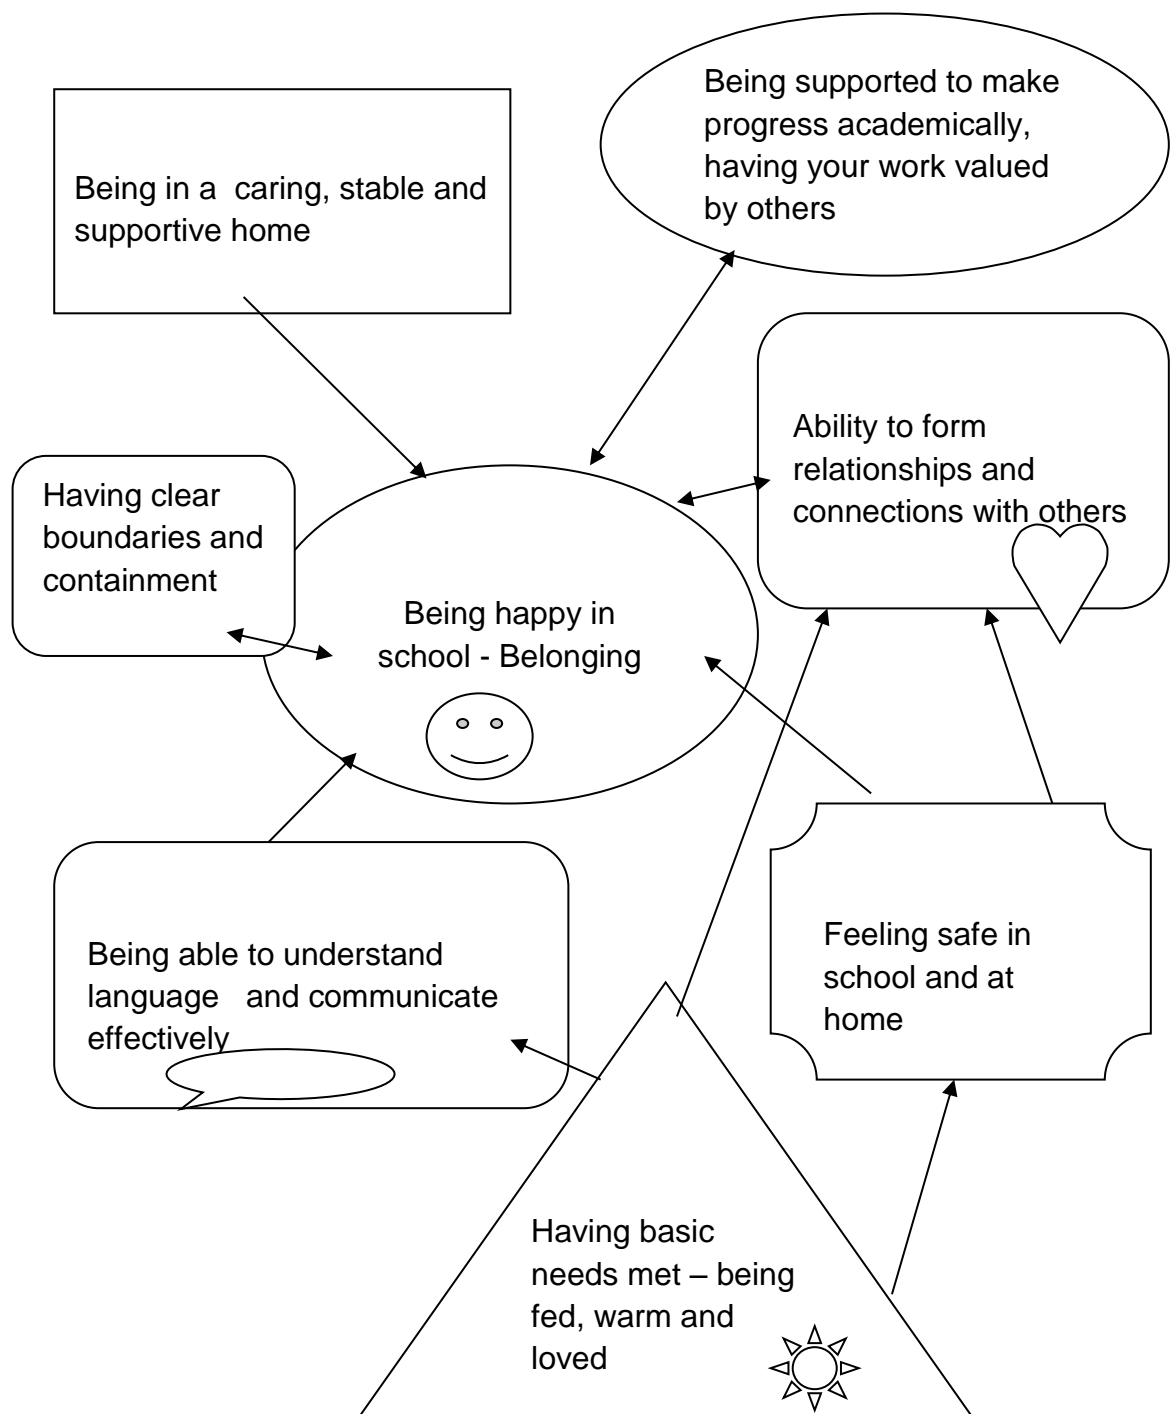 Being supported to make
progress academically,
having your work valued
by others
Being in a  caring, stable and
supportive home
Ability to form
relationships and
connections with others
Having clear
boundaries and
containment
Being happy in
school - Belonging
Being able to understand
language   and communicate
effectively
Feeling safe in
school and at
home
Having basic
needs met – being
fed, warm and
loved